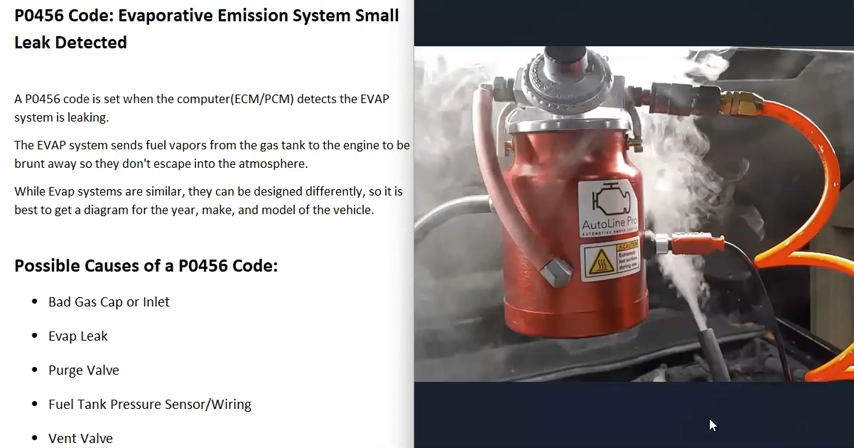 P0456 Code: Evaporative Emission System Small
Leak Detected
A P0456 code is set when the computer(ECM/PCM) detects the EVAP
system is leaking.
The EVAP system sends fuel vapors from the gas tank to the engine to be
brunt away so they don't escape into the atmosphere.
While Evap systems are similar, they can be designed differently, so it is
best to get a diagram for the year, make, and model of the vehicle.
Possible Causes of a P0456 Code:
Bad Gas Cap or Inlet
Evap Leak
Purge Valve
Fuel Tank Pressure Sensor/Wiring
Vent Valve
AutoLine Pro